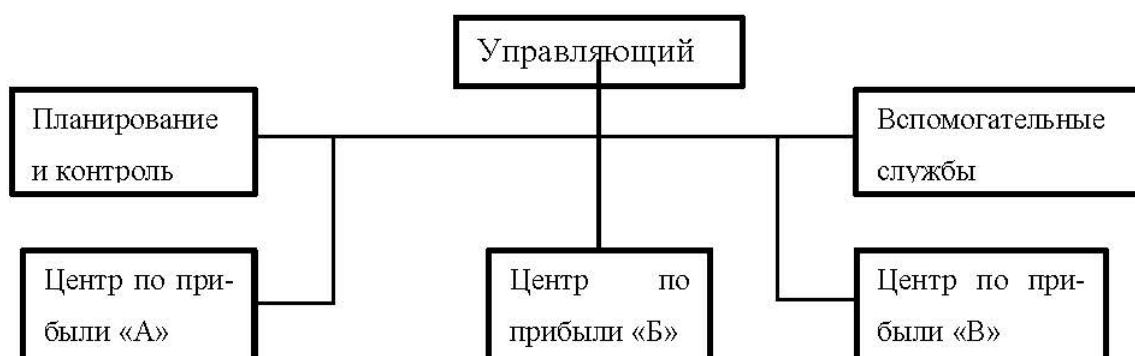 Управляющий
Планирование
и контроль
Вспомогательные
службы
Центр по при-
были «А»
Центр по
прибыли «Б»
Центр по при-
были «В»